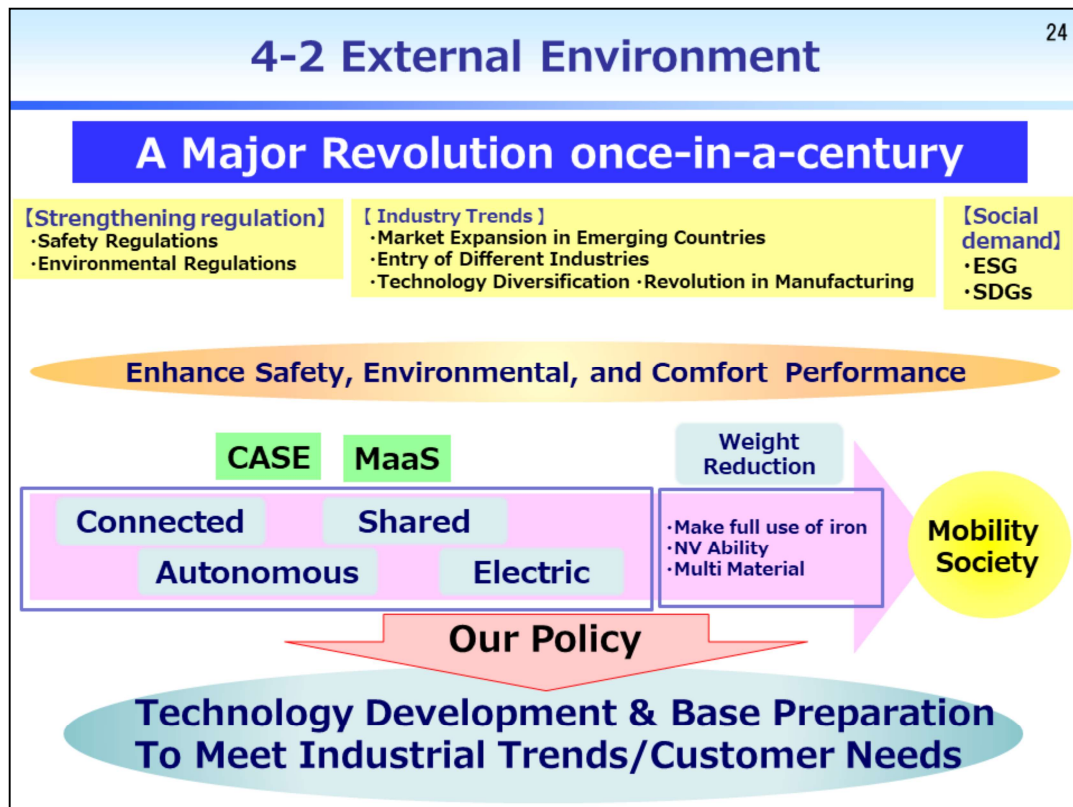 24
4-2 External Environment
A Major Revolution once-in-a-century
【Strengthening regulation】
・Safety Regulations
・Environmental Regulations
【 Industry Trends 】
・Market Expansion in Emerging Countries
・Entry of Different Industries
・Technology Diversification ・Revolution in Manufacturing
【Social
demand】
・ESG
・SDGs
Enhance Safety, Environmental, and Comfort Performance
CASE
MaaS
Connected
Shared
Autonomous
Electric
Weight
Reduction
・Make full use of iron
・NV Ability
・Multi Material
Mobility
Society
Our Policy
Technology Development & Base Preparation
To Meet Industrial Trends/Customer Needs